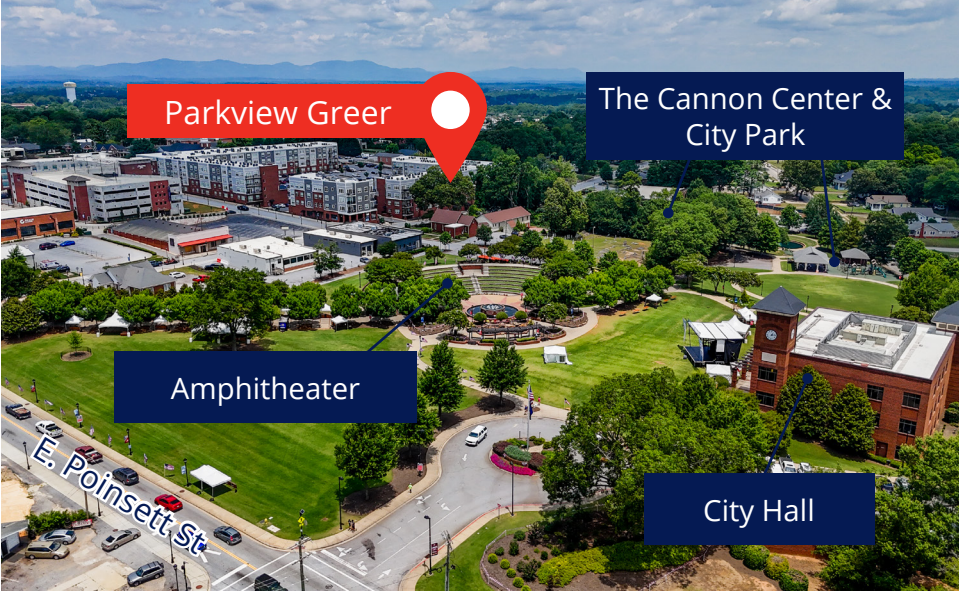 Parkview Greer
The Cannon Center &
City Park
Amphitheater
City Hall
E. Poinsett St.